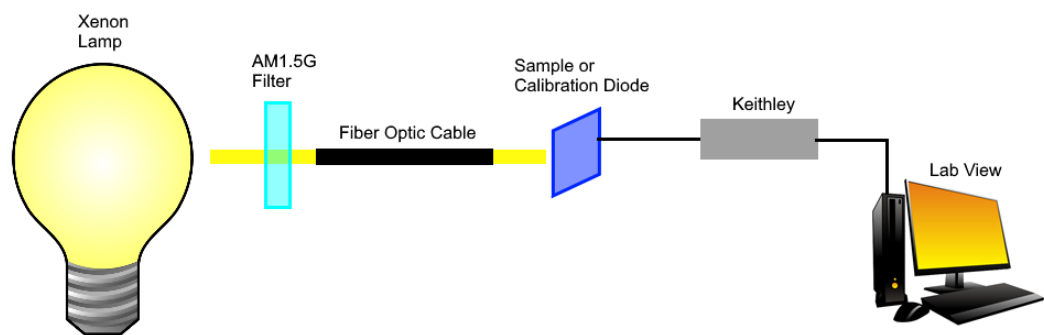 Xenon
Lamp
AM1.5G
Filter
Fiber Optic Cable
Sample or
Calibration Diode
Keithley
Lab View